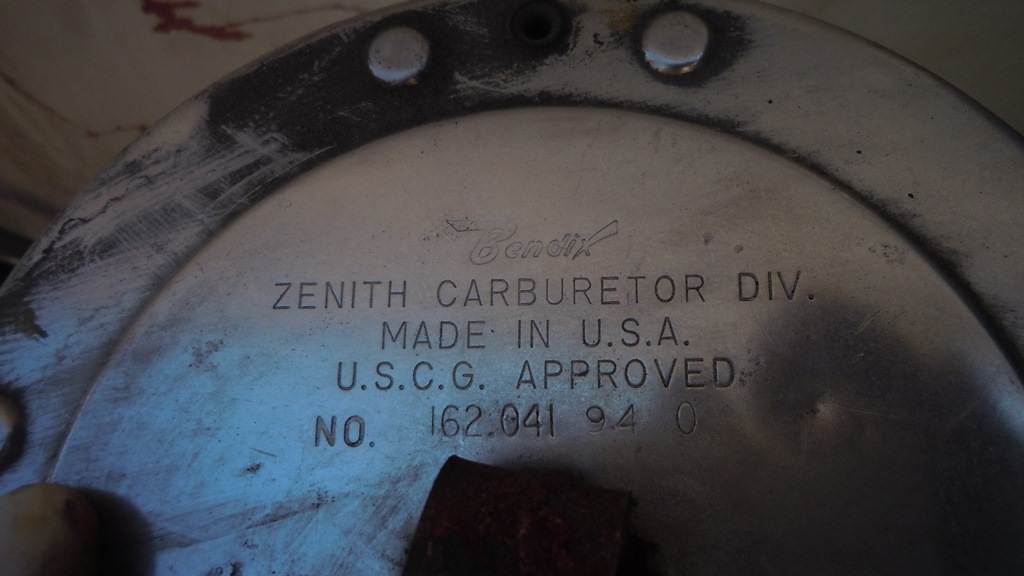 Bendix
ZENITH CARBURETOR DIV.
MADE IN U.S.A.
U.S.C.G. APPROVED
NO. 162.041 94 0